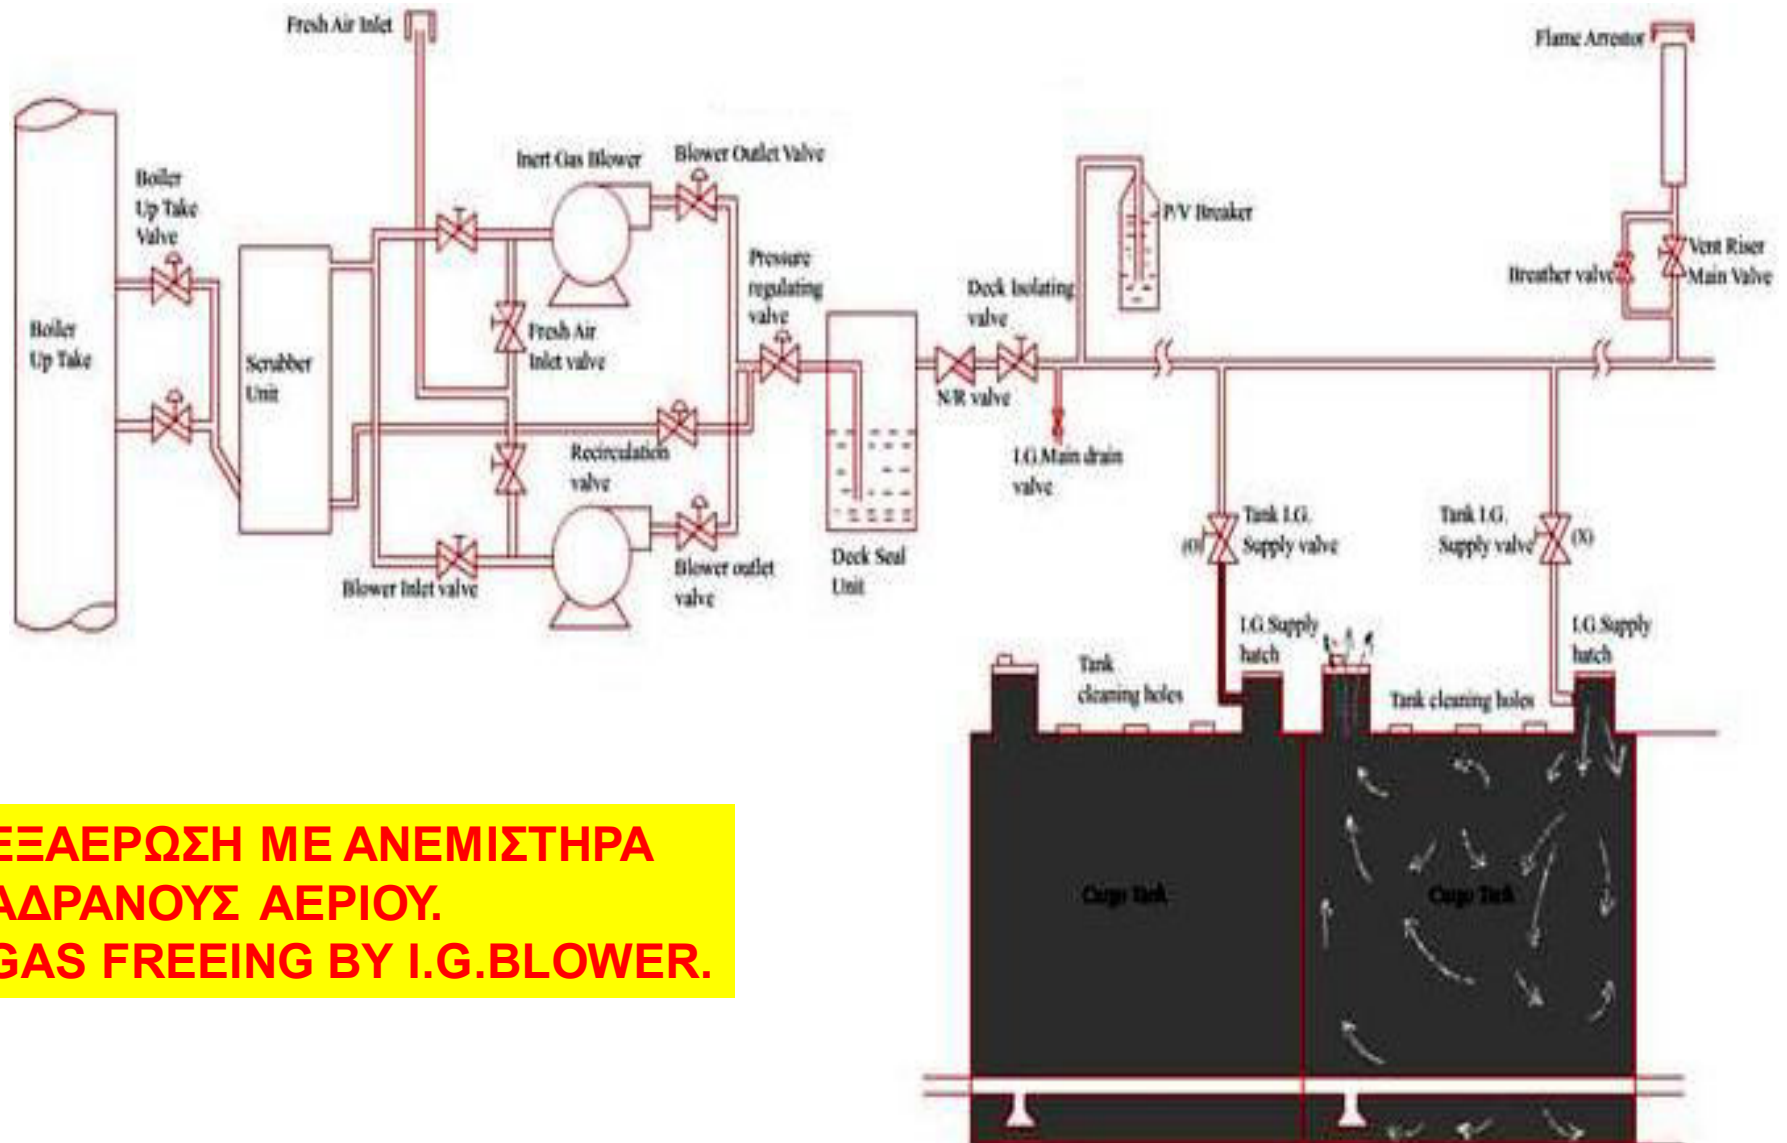 Fresh Air Inlet
Flame Arrestor
Inert Gas Blower
Blower Outlet Valve
Boiler
Up Take
Valve
P/V Breaker
Pressure
regulating
valve
Deck Isolating
valve
Breather valve
Vent Riser
Main Valve
Boiler
Up Take
Scrubber
Unit
Fresh Air
Inlet valve
N/R valve
Recirculation
valve
I.G.Main drain
valve
Tank I.G.
Supply valve
(O)
Tank I.G.
Supply valve
(X)
Blower Inlet valve
Blower outlet
valve
Deck Seal
Unit
I.G.Supply
hatch
I.G.Supply
hatch
Tank
cleaning holes
Tank cleaning holes
Cargo Tank
Cargo Tank
ΕΞΑΕΡΩΣΗ ΜΕ ΑΝΕΜΙΣΤΗΡΑ
ΑΔΡΑΝΟΥΣ ΑΕΡΙΟΥ.
GAS FREEING BY I.G.BLOWER.